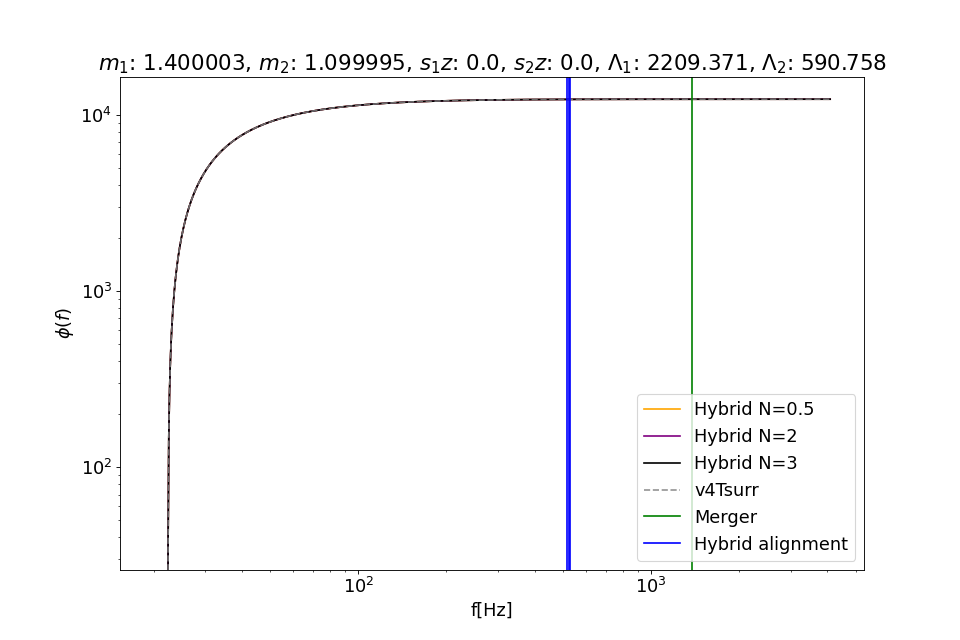 m₁: 1.400003, m₂: 1.099995, s₁z: 0.0, s₂z: 0.0, Λ₁: 2209.371, Λ₂: 590.758
10⁴
10³
10²
ϕ(f)
Hybrid N=0.5
Hybrid N=2
Hybrid N=3
v4Tsurr
Merger
Hybrid alignment
10² 10³
f[Hz]